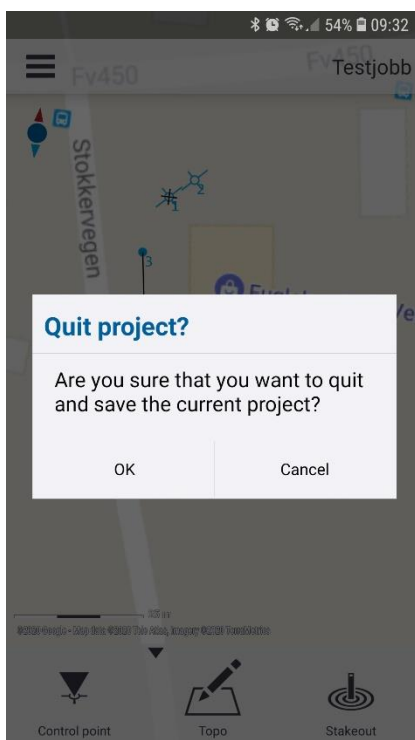 54% 09:32
Fv450
Fv450
Testjobb
Stokkervegen
2
1
3
Quit project?
Are you sure that you want to quit
and save the current project?
OK
Cancel
Control point
Topo
Stakeout